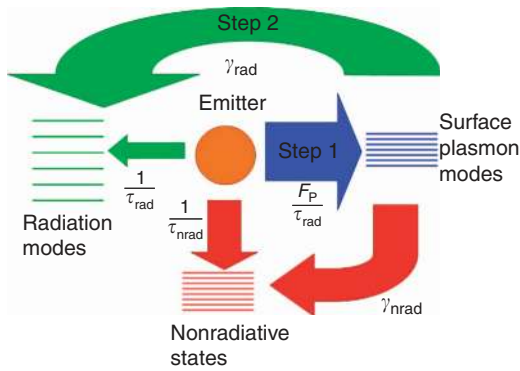 Step 2
γrad
Emitter
Step 1
Surface
plasmon
modes
1
τrad
1
τnrad
FP
τrad
Radiation
modes
γnrad
Nonradiative
states